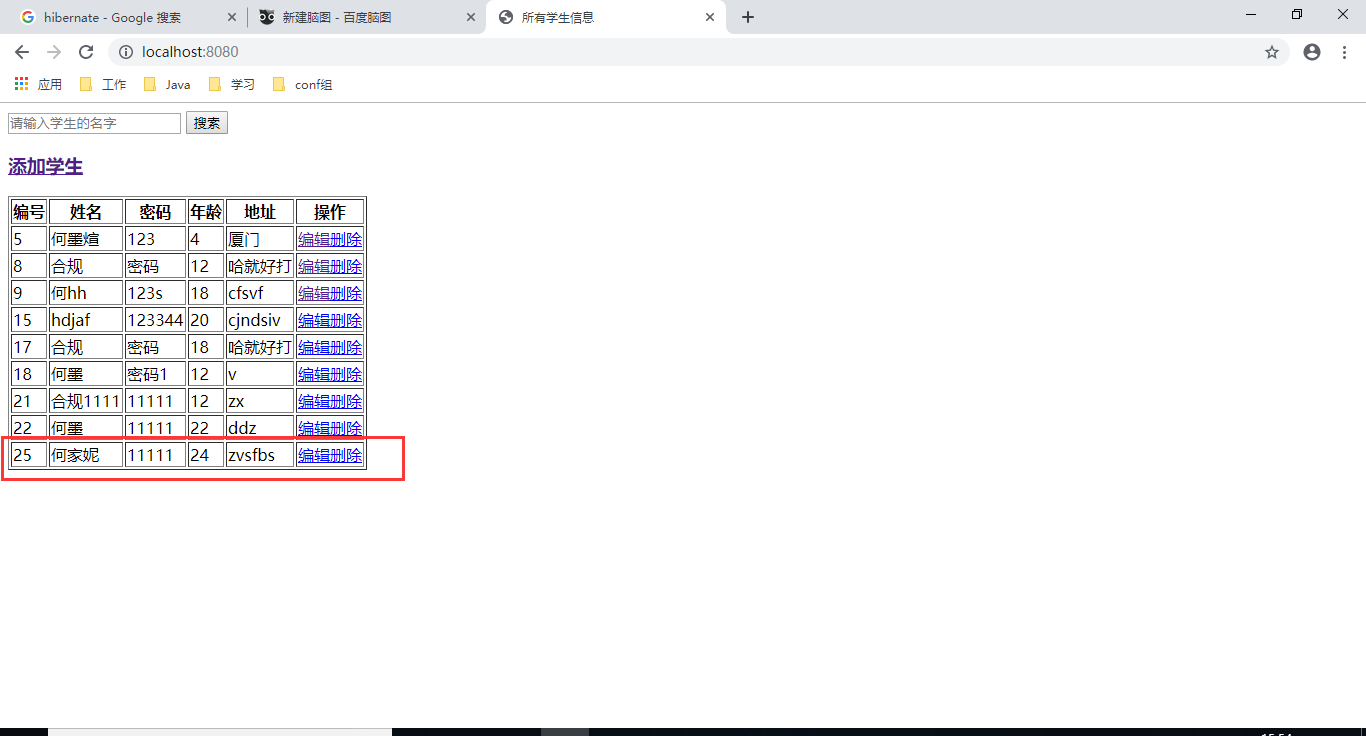 hibernate - Google 搜索
新建脑图 - 百度脑图
所有学生信息
localhost:8080
应用 工作 Java 学习 conf组
请输入学生的名字 搜索
添加学生
编号 姓名 密码 年龄 地址 操作
5 何墨煊 123 4 厦门 编辑删除
8 合规 密码 12 哈就好打 编辑删除
9 何hh 123s 18 cfsvf 编辑删除
15 hdjaf 123344 20 cjndsiv 编辑删除
17 合规 密码 18 哈就好打 编辑删除
18 何墨 密码1 12 v 编辑删除
21 合规1111 11111 12 zx 编辑删除
22 何墨 11111 22 ddz 编辑删除
25 何家妮 11111 24 zvsfbs 编辑删除